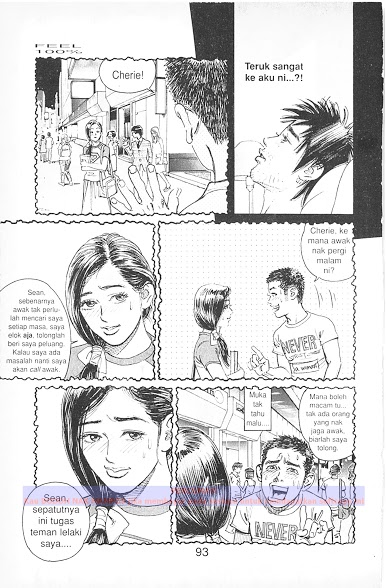 FEEL
100%
Cherie!
Teruk sangat
ke aku ni...?!
Cherie, ke
mana awak
nak pergi
malam
ni?
Sean,
sebenarnya
awak tak perlu-
lah mencari saya
setiap masa, saya
elok aja, tolonglah
beri saya peluang.
Kalau saya ada
masalah nanti saya
akan call awak.
NEVER
Muka
tak
tahu
malu...
Mana boleh
macam tu...
tak ada orang
yang nak
jaga awak,
biarlah saya
tolong.
Sean,
sepatutnya
ini tugas
teman lelaki
saya....
NEVER
93